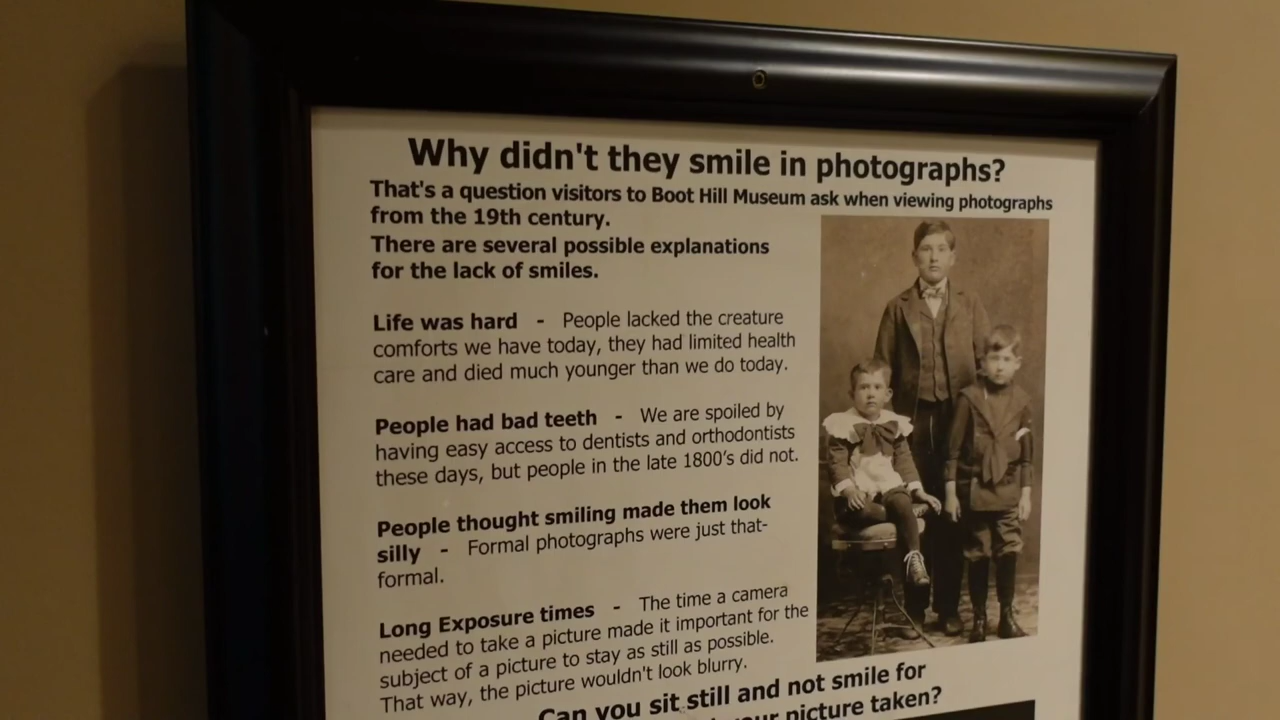 Why didn't they smile in photographs?
That's a question visitors to Boot Hill Museum ask when viewing photographs
from the 19th century.
There are several possible explanations
for the lack of smiles.
Life was hard - People lacked the creature
comforts we have today, they had limited health
care and died much younger than we do today.
People had bad teeth - We are spoiled by
having easy access to dentists and orthodontists
these days, but people in the late 1800's did not.
People thought smiling made them look
silly - Formal photographs were just that-
formal.
Long Exposure times - The time a camera
needed to take a picture made it important for the
subject of a picture to stay as still as possible.
That way, the picture wouldn't look blurry.
Can you sit still and not smile for
your picture taken?